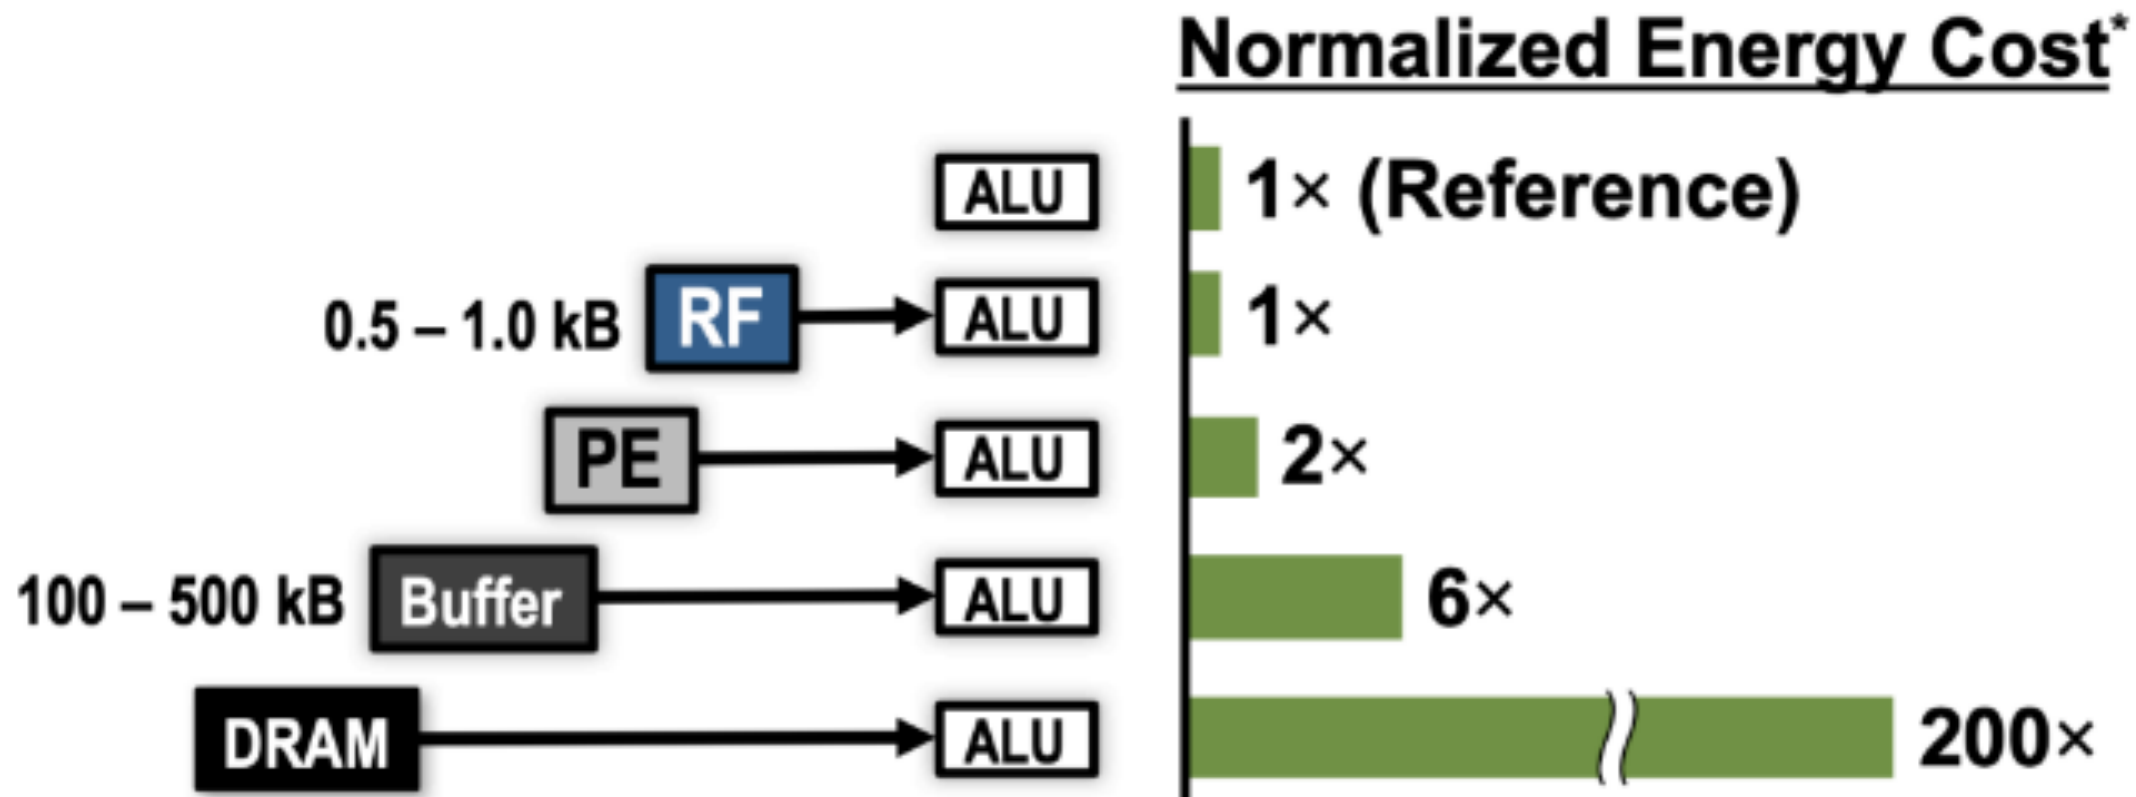 Normalized Energy Cost*
ALU 1× (Reference)
0.5 – 1.0 kB RF ALU 1×
PE ALU 2×
100 – 500 kB Buffer ALU 6×
DRAM ALU 200×